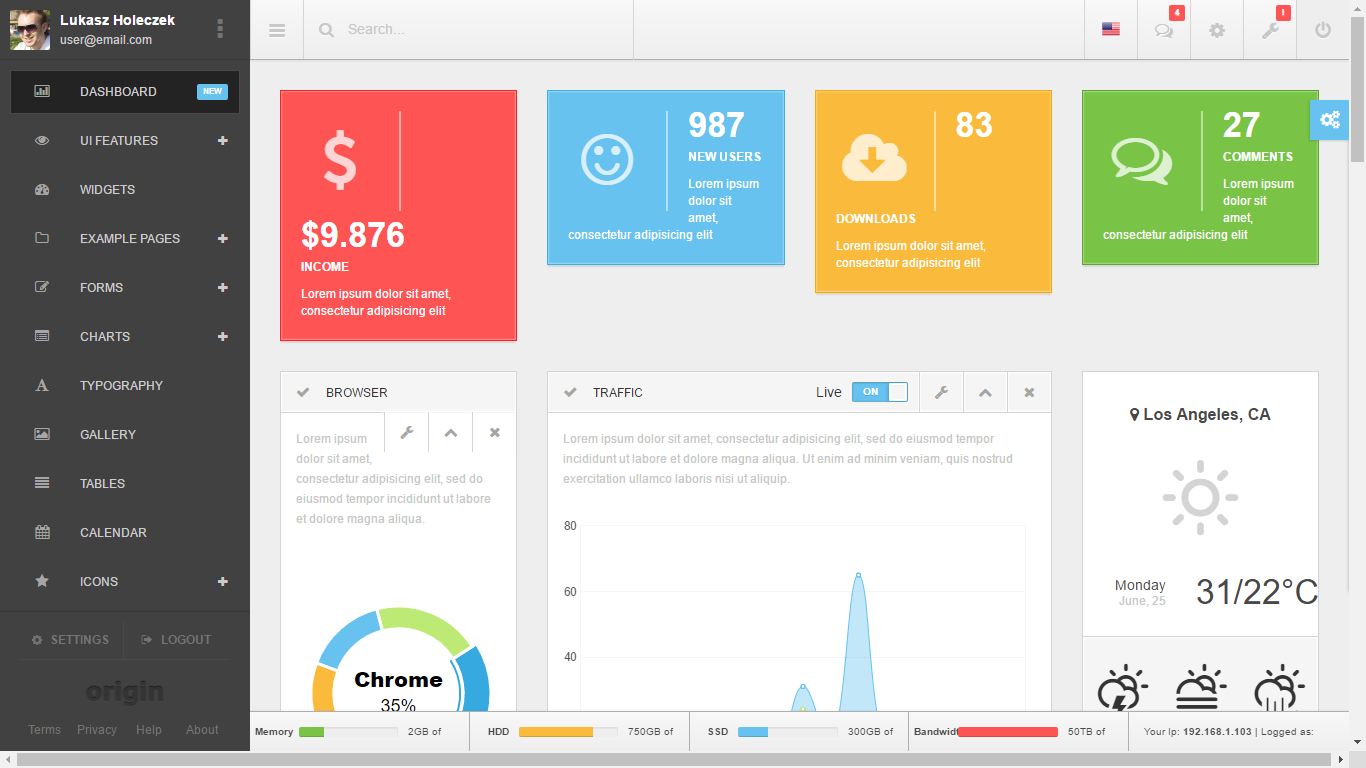 Lukasz Holeczek
user@email.com
Search...
4
!
DASHBOARD NEW
UI FEATURES
WIDGETS
EXAMPLE PAGES
FORMS
CHARTS
TYPOGRAPHY
GALLERY
TABLES
CALENDAR
ICONS
SETTINGS LOGOUT
origin
Terms Privacy Help About
$9.876
INCOME
Lorem ipsum dolor sit amet,
consectetur adipisicing elit
987
NEW USERS
Lorem ipsum
dolor sit
amet,
consectetur adipisicing elit
83
DOWNLOADS
Lorem ipsum dolor sit amet,
consectetur adipisicing elit
27
COMMENTS
Lorem ipsum
dolor sit
amet,
consectetur adipisicing elit
BROWSER
Lorem ipsum
dolor sit amet,
consectetur adipisicing elit, sed do
eiusmod tempor incididunt ut labore
et dolore magna aliqua.
Chrome
35%
TRAFFIC Live ON
Lorem ipsum dolor sit amet, consectetur adipisicing elit, sed do eiusmod tempor
incididunt ut labore et dolore magna aliqua. Ut enim ad minim veniam, quis nostrud
exercitation ullamco laboris nisi ut aliquip.
80
60
40
Los Angeles, CA
Monday
June, 25
31/22°C
Memory 2GB of HDD 750GB of SSD 300GB of Bandwidt 50TB of Your Ip: 192.168.1.103 | Logged as: